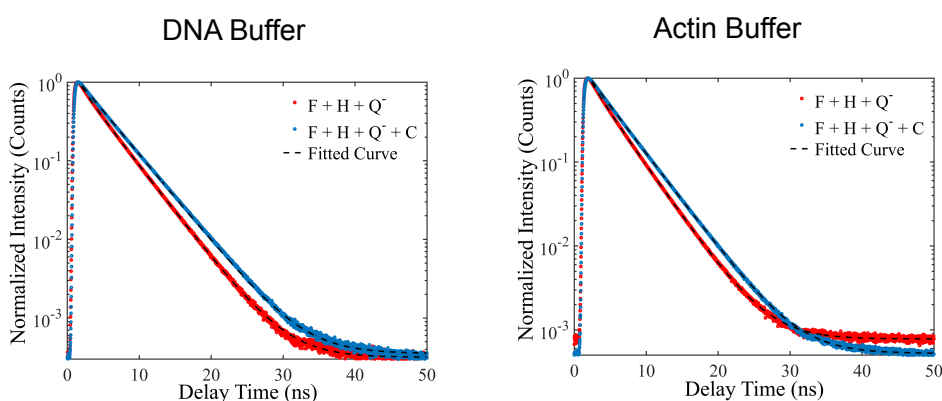 DNA Buffer
Normalized Intensity (Counts)
10^0
10^-1
10^-2
10^-3
F + H + Q^-
F + H + Q^- + C
Fitted Curve
0 10 20 30 40 50
Delay Time (ns)
Actin Buffer
Normalized Intensity (Counts)
10^0
10^-1
10^-2
10^-3
F + H + Q^-
F + H + Q^- + C
Fitted Curve
0 10 20 30 40 50
Delay Time (ns)